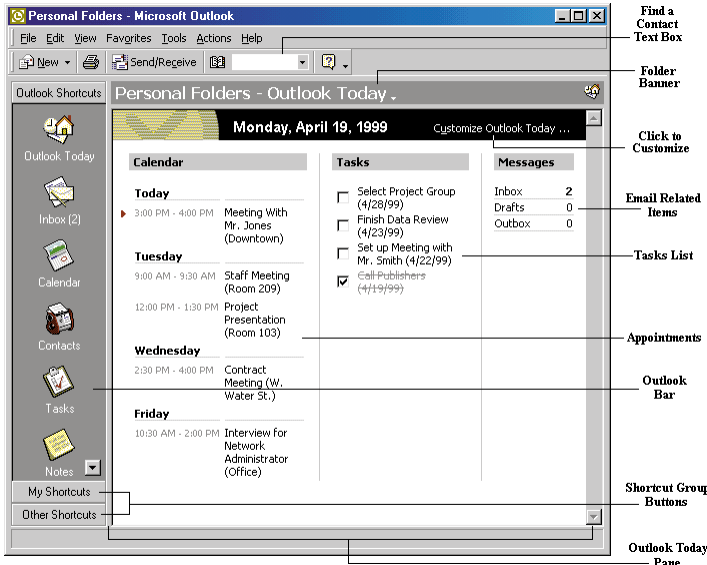 Personal Folders - Microsoft Outlook
File Edit View Favorites Tools Actions Help
New Send/Receive
Outlook Shortcuts
Outlook Today
Inbox (2)
Calendar
Contacts
Tasks
Notes
My Shortcuts
Other Shortcuts
Personal Folders - Outlook Today
Monday, April 19, 1999
Customize Outlook Today ...
Calendar
Today
3:00 PM - 4:00 PM Meeting With
Mr. Jones
(Downtown)
Tuesday
9:00 AM - 9:30 AM Staff Meeting
(Room 209)
12:00 PM - 1:30 PM Project
Presentation
(Room 103)
Wednesday
2:30 PM - 4:00 PM Contract
Meeting (W.
Water St.)
Friday
10:30 AM - 2:00 PM Interview for
Network
Administrator
(Office)
Tasks
Select Project Group
(4/28/99)
Finish Data Review
(4/23/99)
Set up Meeting with
Mr. Smith (4/22/99)
Call Publishers
(4/19/99)
Messages
Inbox 2
Drafts 0
Outbox 0
Find a
Contact
Text Box
Folder
Banner
Click to
Customize
Email Related
Items
Tasks List
Appointments
Outlook
Bar
Shortcut Group
Buttons
Outlook Today
Pane